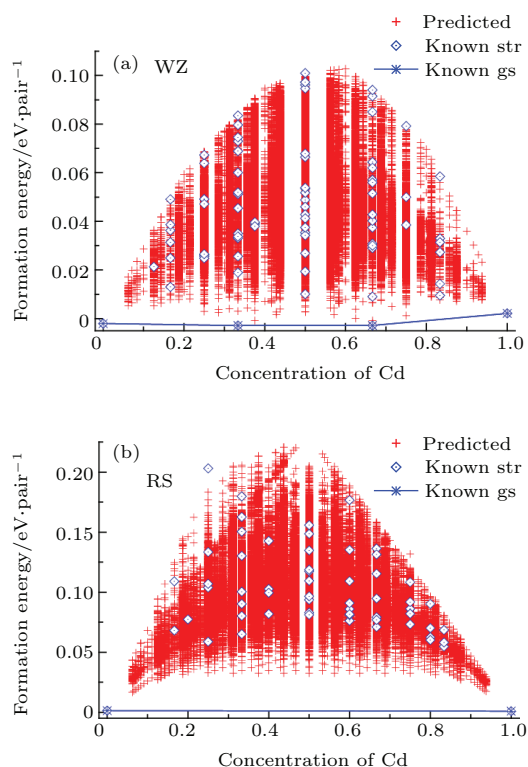 (a) WZ
Predicted
Known str
Known gs
Formation energy/eV·pair⁻¹
0.10
0.08
0.06
0.04
0.02
0
0 0.2 0.4 0.6 0.8 1.0
Concentration of Cd
(b) RS
Predicted
Known str
Known gs
Formation energy/eV·pair⁻¹
0.20
0.15
0.10
0.05
0
0 0.2 0.4 0.6 0.8 1.0
Concentration of Cd